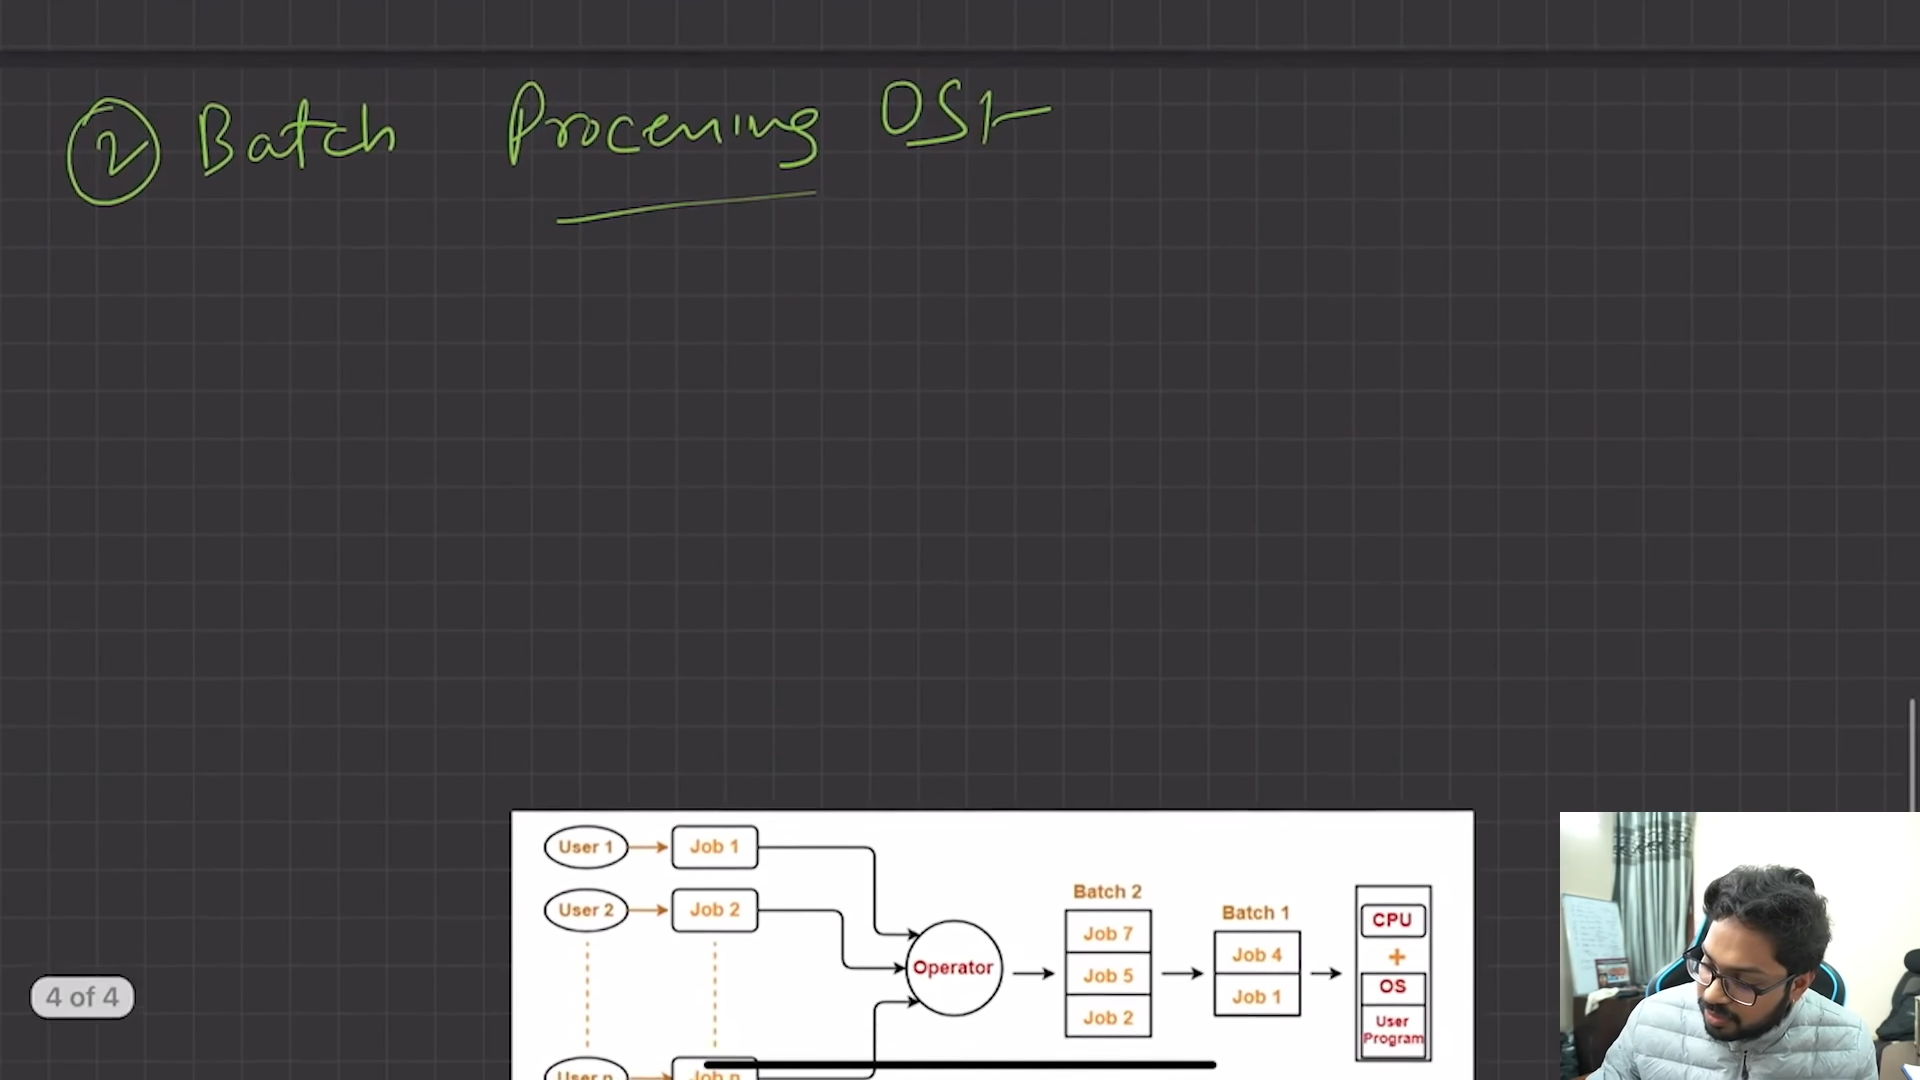 ② Batch Processing OS:-
User 1
Job 1
User 2
Job 2
Operator
Batch 2
Job 7
Job 5
Job 2
Batch 1
Job 4
Job 1
CPU
+
OS
User
Program
User n
Job n
4 of 4